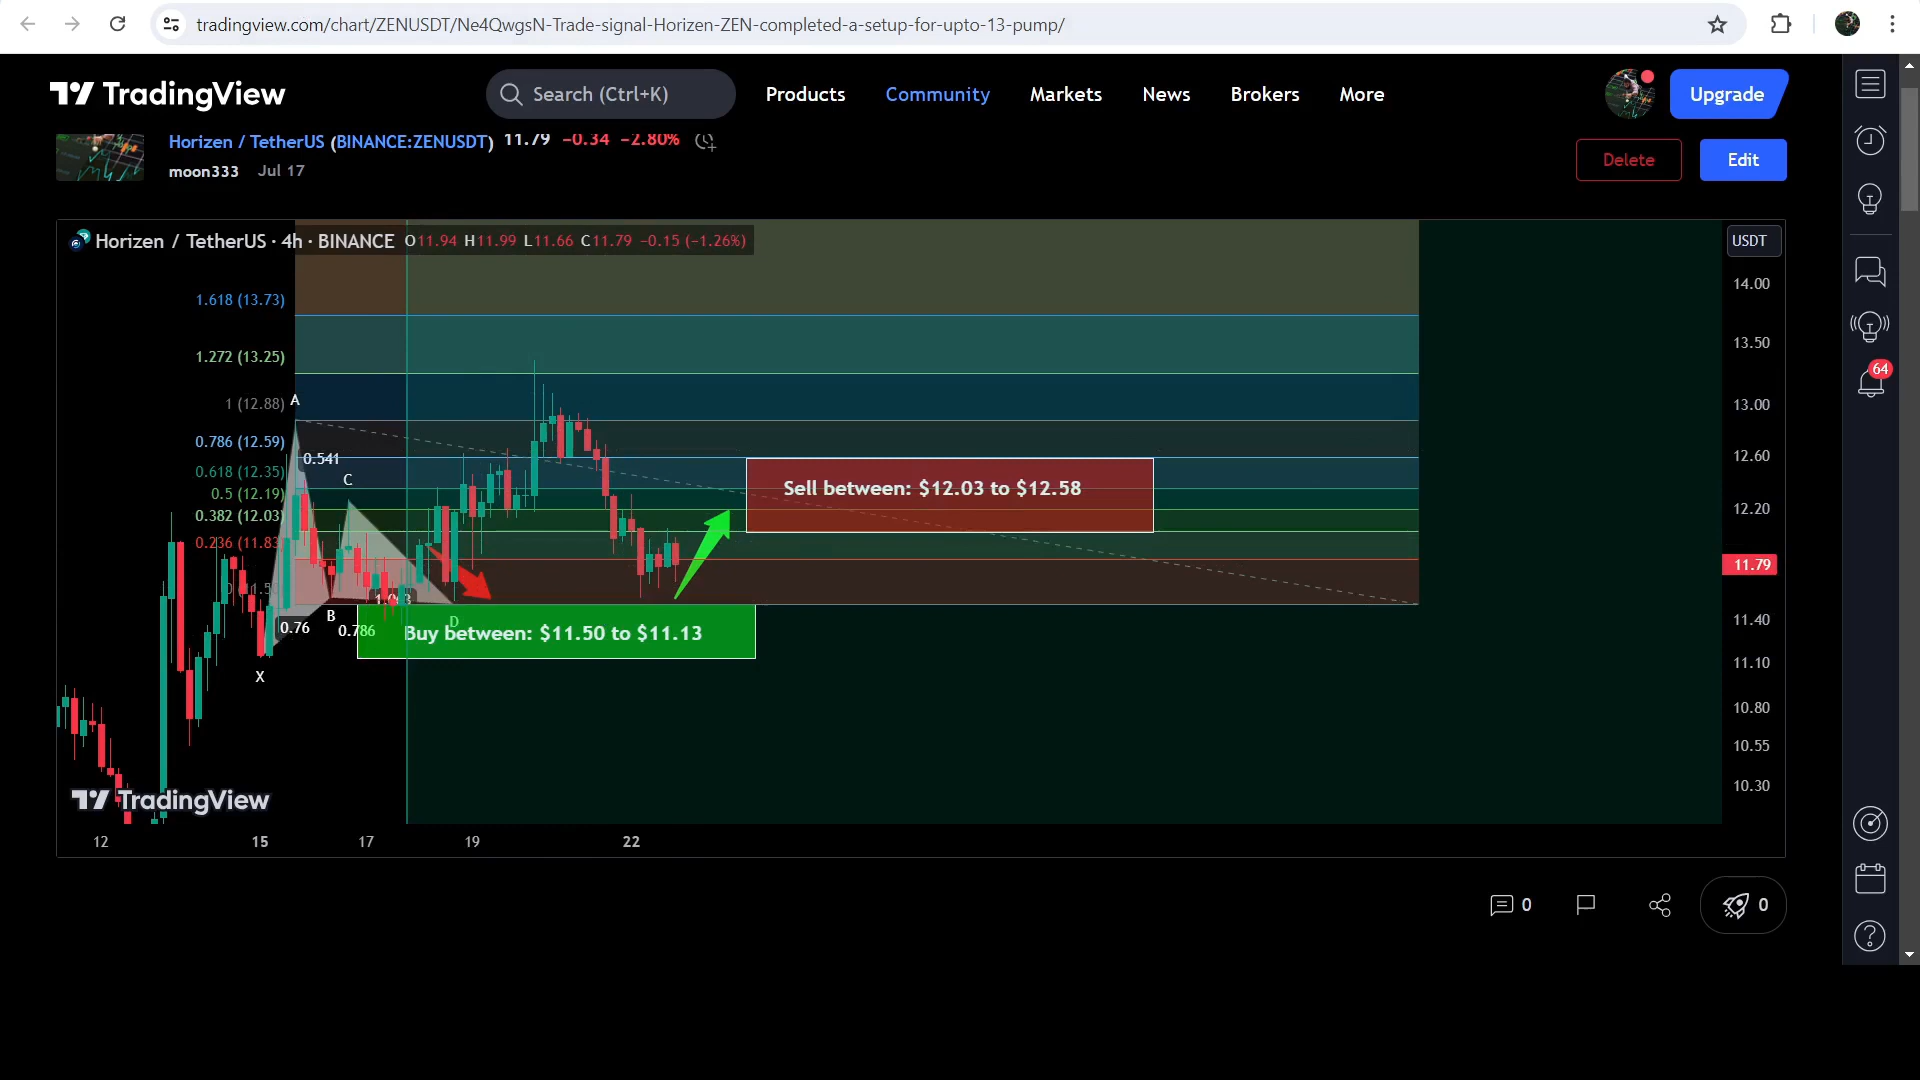 tradingview.com/chart/ZENUSDT/Ne4QwgsN-Trade-signal-Horizen-ZEN-completed-a-setup-for-upto-13-pump/
TradingView
Search (Ctrl+K)
Products
Community
Markets
News
Brokers
More
Upgrade
Horizen / TetherUS (BINANCE:ZENUSDT) 11.79 −0.34 −2.80%
moon333 Jul 17
Delete
Edit
Horizen / TetherUS · 4h · BINANCE O11.94 H11.99 L11.66 C11.79 −0.15 (−1.26%)
USDT
14.00
13.50
13.00
12.60
12.20
11.79
11.40
11.10
10.80
10.55
10.30
1.618 (13.73)
1.272 (13.25)
1 (12.88)
0.786 (12.59)
0.618 (12.35)
0.5 (12.19)
0.382 (12.03)
0.236 (11.83)
A
0.541
C
B
0.76
0.786
D
X
Sell between: $12.03 to $12.58
Buy between: $11.50 to $11.13
TradingView
12
15
17
19
22
64
0
0